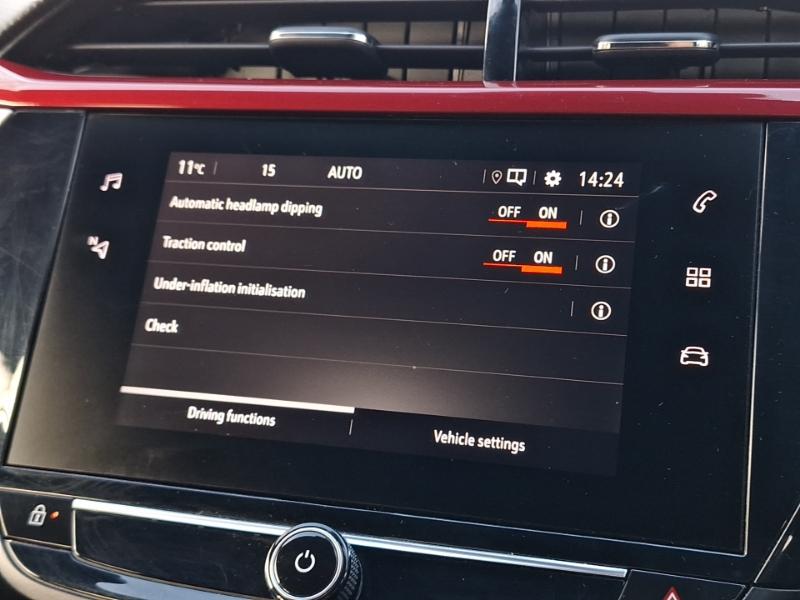 11°C 15 AUTO 14:24
Automatic headlamp dipping OFF ON
Traction control OFF ON
Under-inflation initialisation
Check
Driving functions Vehicle settings
N